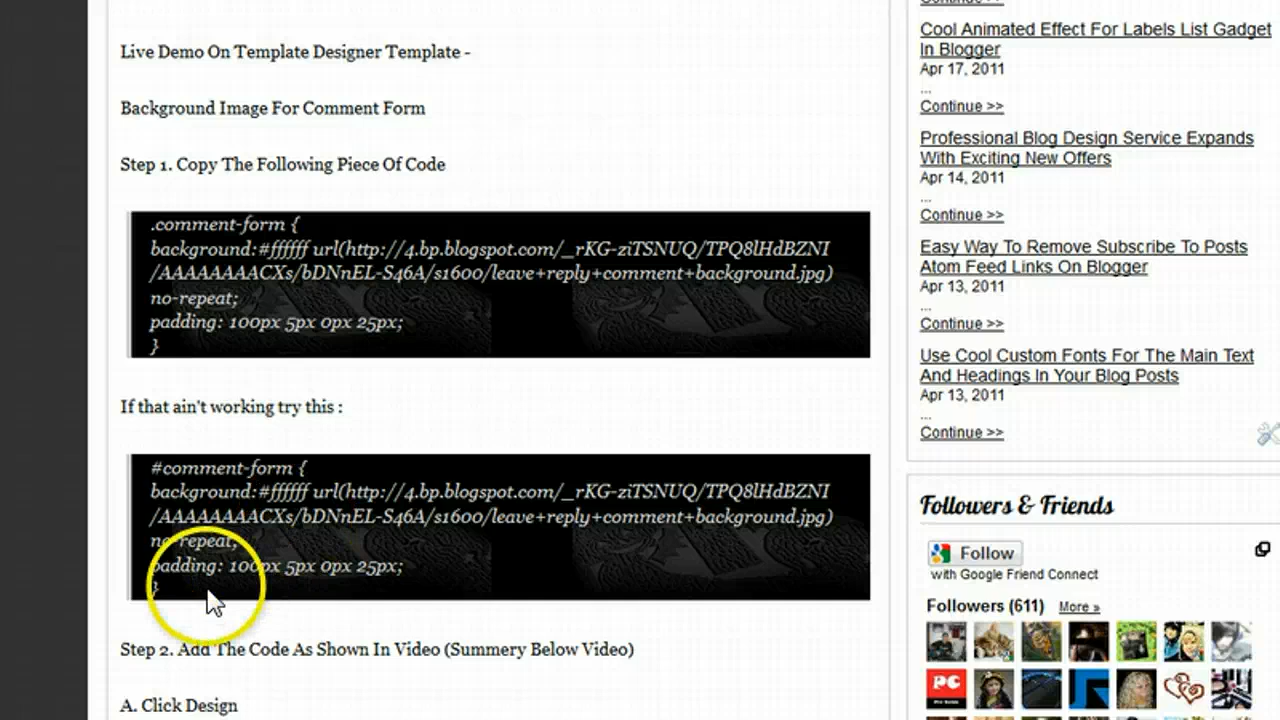 Live Demo On Template Designer Template -
Background Image For Comment Form
Step 1. Copy The Following Piece Of Code
.comment-form {
background:#ffffff url(http://4.bp.blogspot.com/_rKG-ziTSNUQ/TPQ8lHdBZNI
/AAAAAAAACXs/bDNnEL-S46A/s1600/leave+reply+comment+background.jpg)
no-repeat;
padding: 100px 5px 0px 25px;
}
If that ain't working try this :
#comment-form {
background:#ffffff url(http://4.bp.blogspot.com/_rKG-ziTSNUQ/TPQ8lHdBZNI
/AAAAAAAACXs/bDNnEL-S46A/s1600/leave+reply+comment+background.jpg)
no-repeat;
padding: 100px 5px 0px 25px;
}
Step 2. Add The Code As Shown In Video (Summery Below Video)
A. Click Design
Cool Animated Effect For Labels List Gadget
In Blogger
Apr 17, 2011
...
Continue >>
Professional Blog Design Service Expands
With Exciting New Offers
Apr 14, 2011
...
Continue >>
Easy Way To Remove Subscribe To Posts
Atom Feed Links On Blogger
Apr 13, 2011
...
Continue >>
Use Cool Custom Fonts For The Main Text
And Headings In Your Blog Posts
Apr 13, 2011
...
Continue >>
Followers & Friends
Follow
with Google Friend Connect
Followers (611) More »
PC